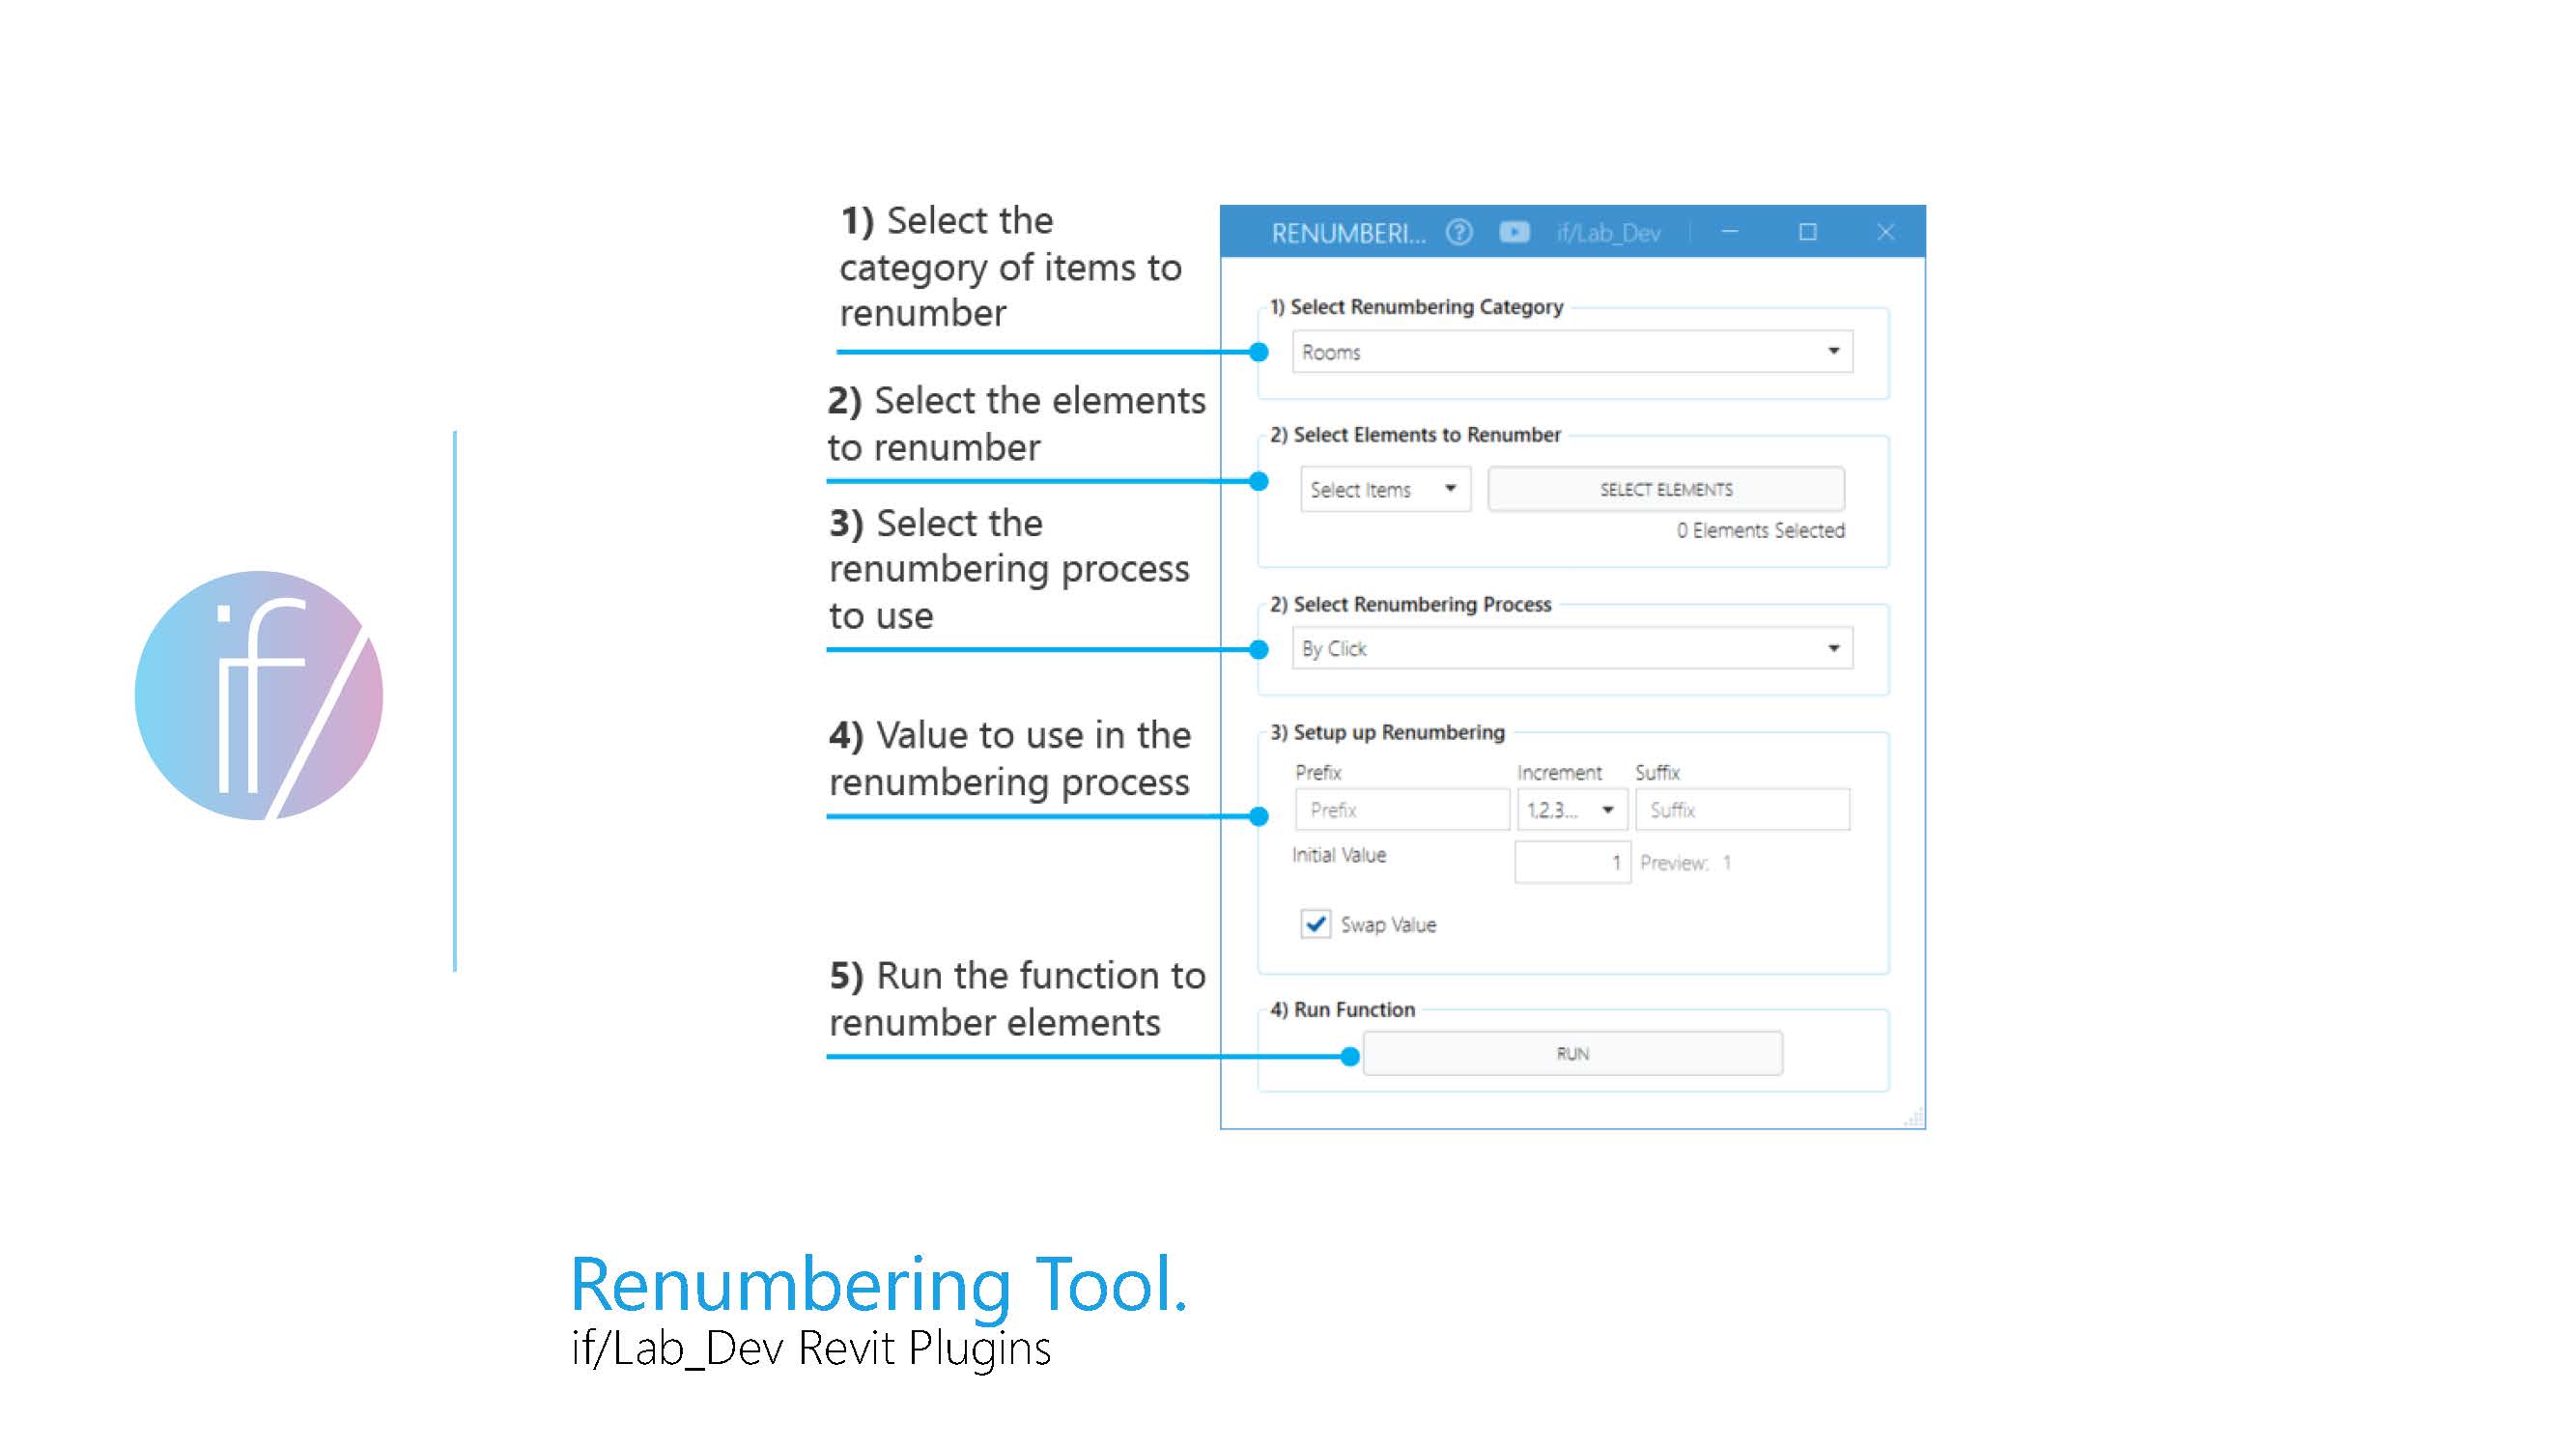 1) Select the
category of items to
renumber
2) Select the elements
to renumber
3) Select the
renumbering process
to use
4) Value to use in the
renumbering process
5) Run the function to
renumber elements
RENUMBERI... ? if/Lab_Dev
1) Select Renumbering Category
Rooms
2) Select Elements to Renumber
Select Items SELECT ELEMENTS
0 Elements Selected
2) Select Renumbering Process
By Click
3) Setup up Renumbering
Prefix Increment Suffix
Prefix 1,2,3... Suffix
Initial Value 1 Preview: 1
Swap Value
4) Run Function
RUN
if/
Renumbering Tool.
if/Lab_Dev Revit Plugins